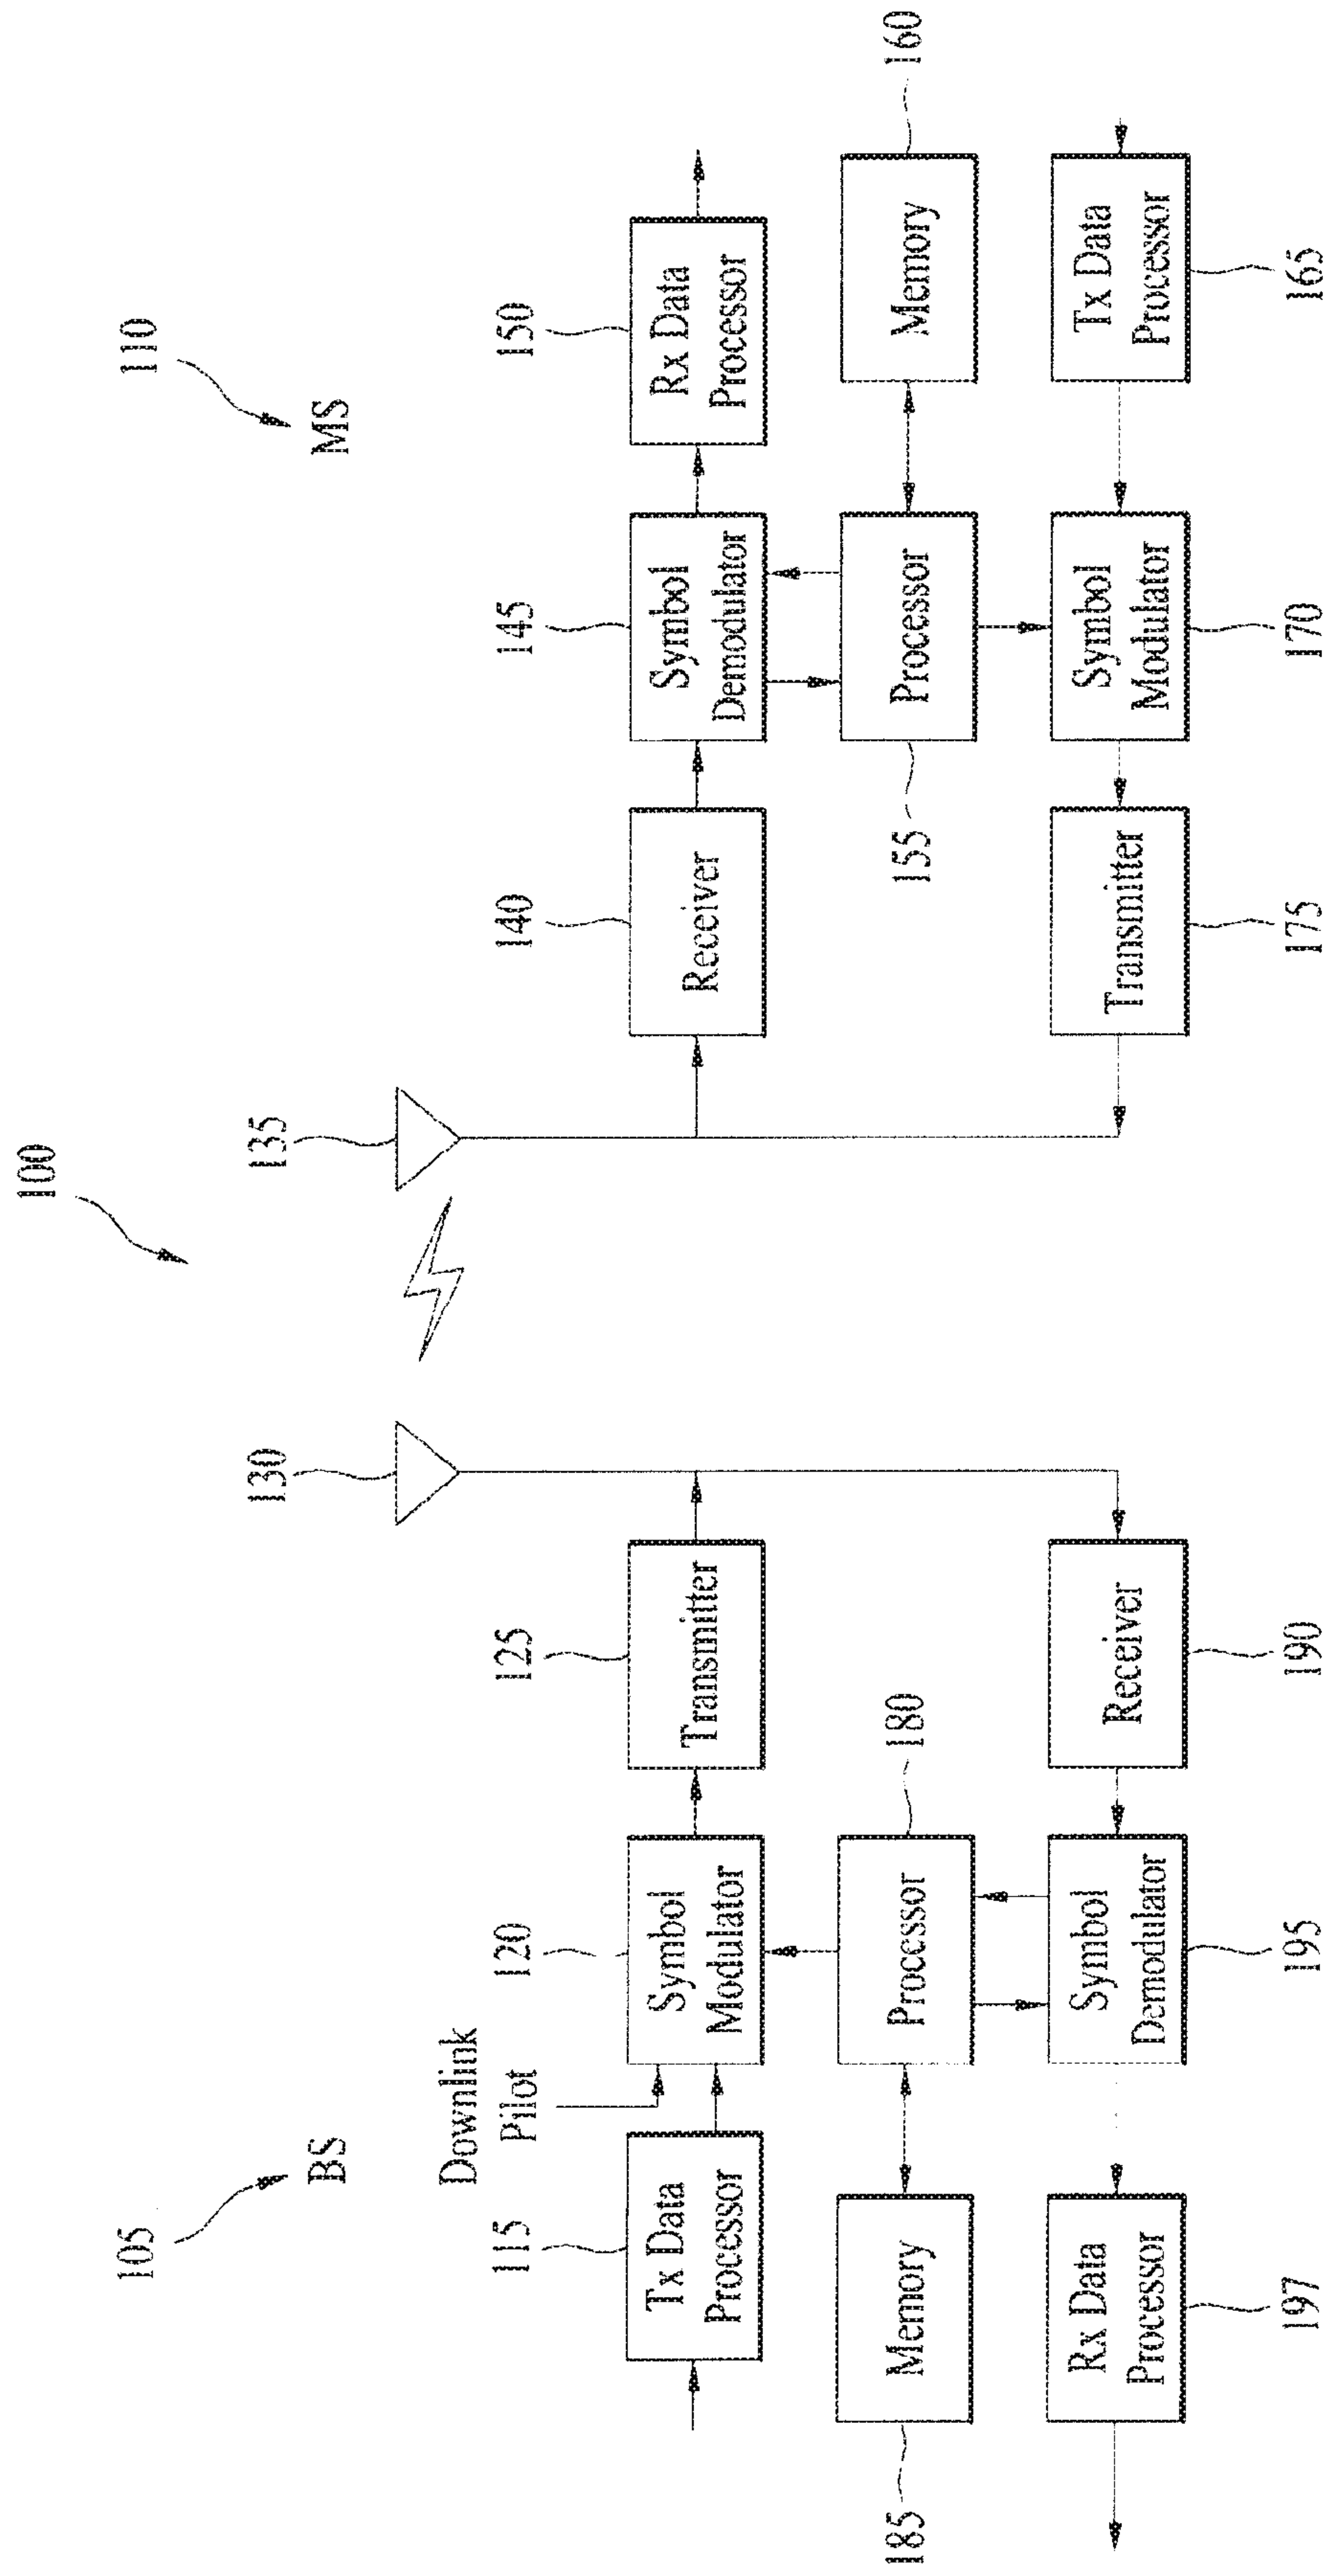 100
105
BS
110
MS
130
135
Downlink
Pilot
115
120
125
140
145
150
Tx Data
Processor
Symbol
Modulator
Transmitter
Receiver
Symbol
Demodulator
Rx Data
Processor
180
160
Memory
Processor
Processor
Memory
185
155
Rx Data
Processor
Symbol
Demodulator
Receiver
Transmitter
Symbol
Modulator
Tx Data
Processor
197
195
190
175
170
165